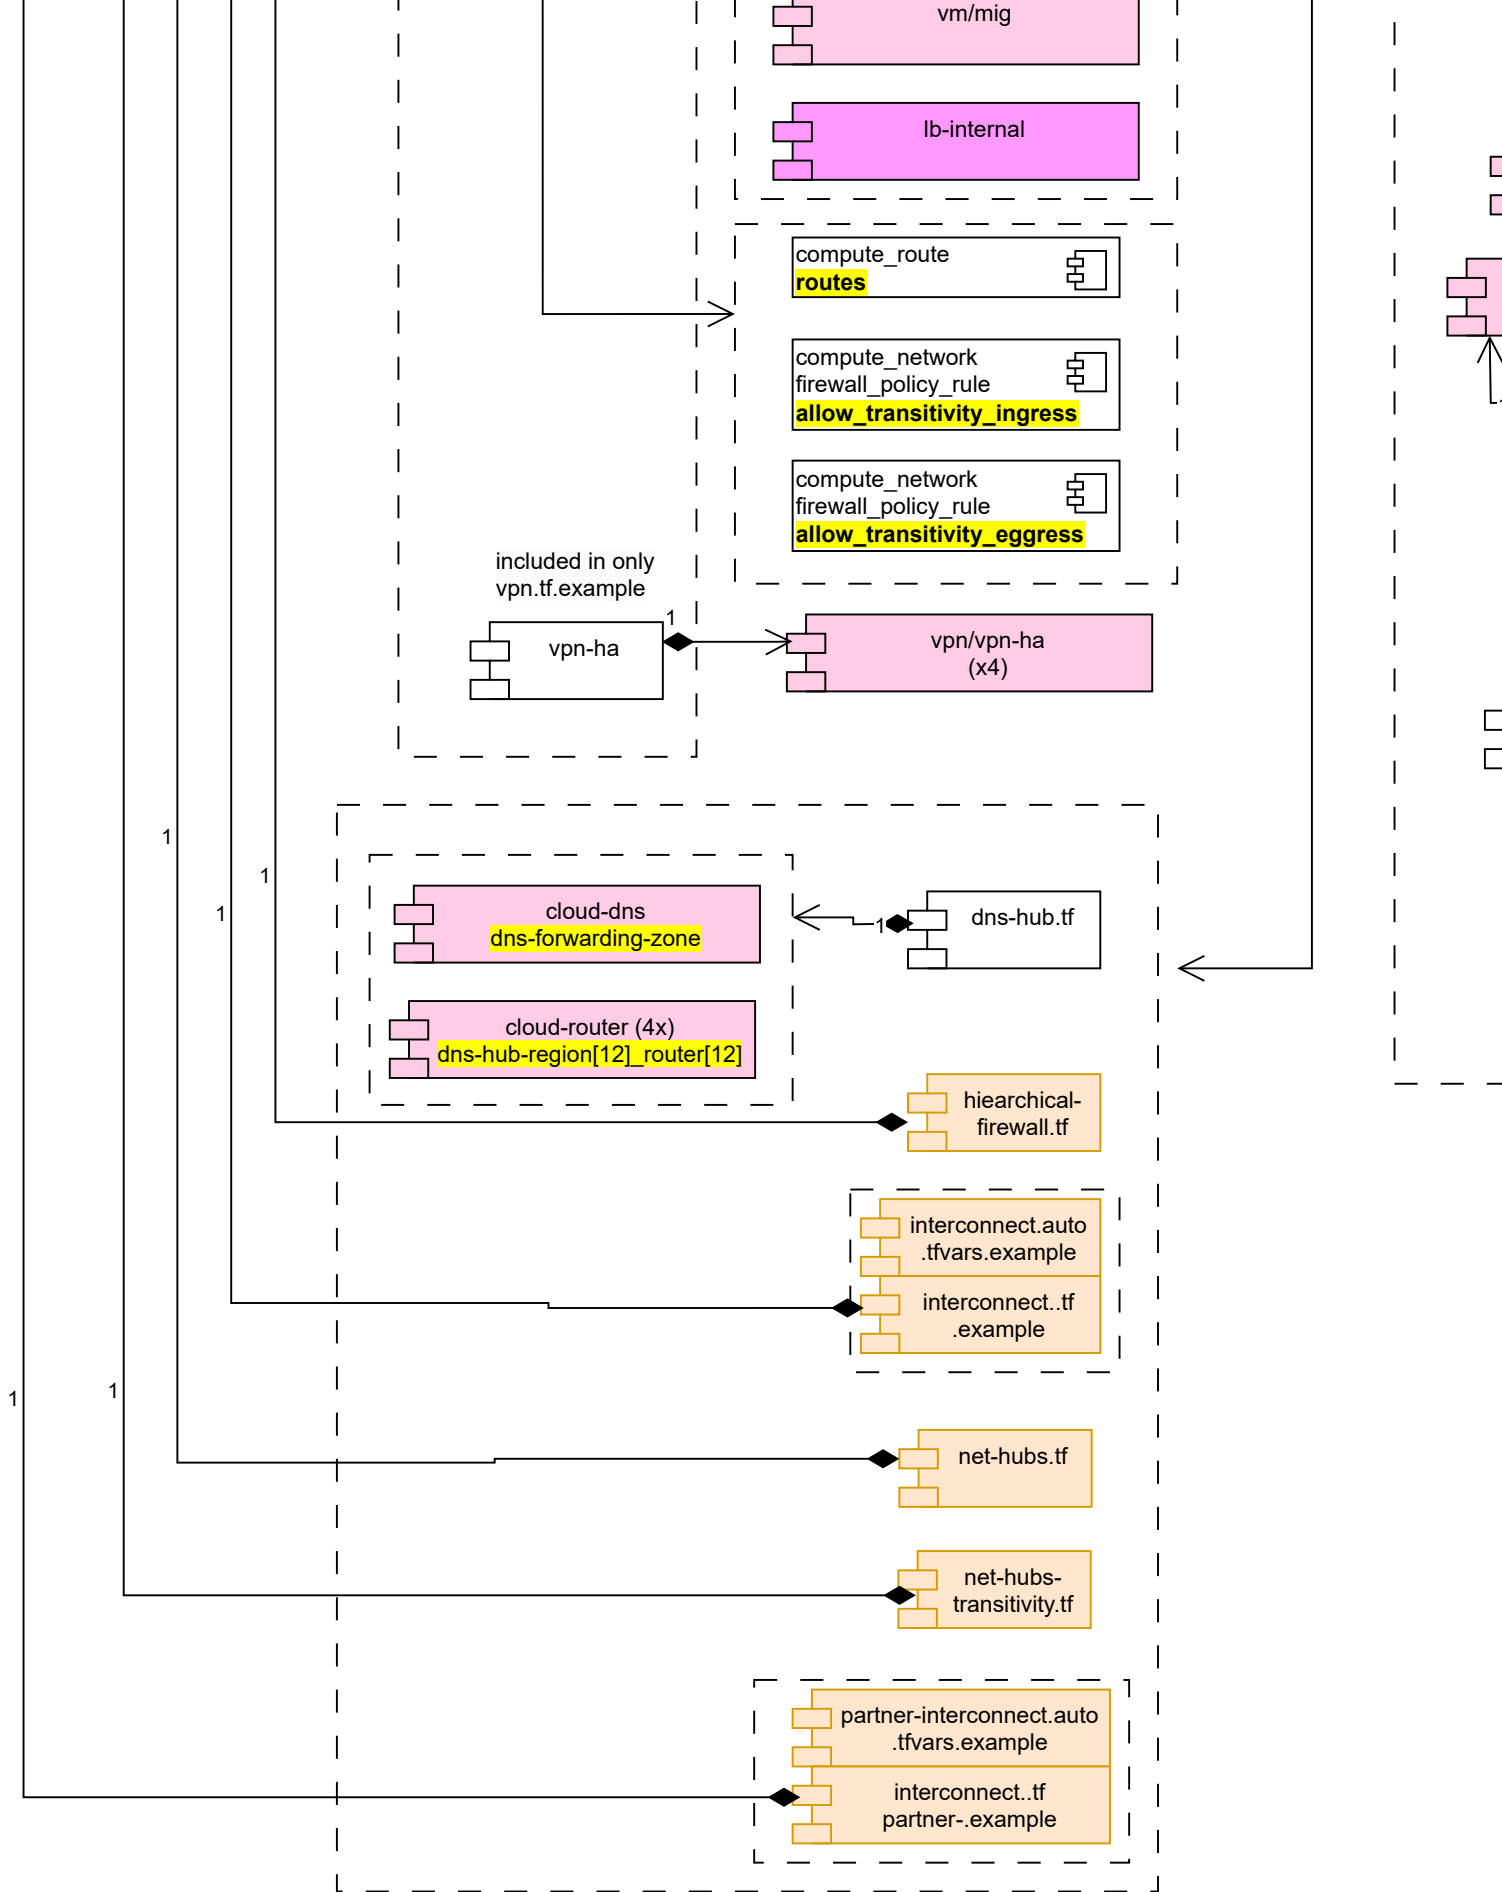 vm/mig
lb-internal
compute_route
routes
compute_network
firewall_policy_rule
allow_transitivity_ingress
compute_network
firewall_policy_rule
allow_transitivity_eggress
included in only
vpn.tf.example
1
vpn-ha
vpn/vpn-ha
(x4)
1
1
1
cloud-dns
dns-forwarding-zone
1
dns-hub.tf
cloud-router (4x)
dns-hub-region[12]_router[12]
hiearchical-
firewall.tf
interconnect.auto
.tfvars.example
interconnect..tf
.example
1
1
net-hubs.tf
net-hubs-
transitivity.tf
partner-interconnect.auto
.tfvars.example
interconnect..tf
partner-.example